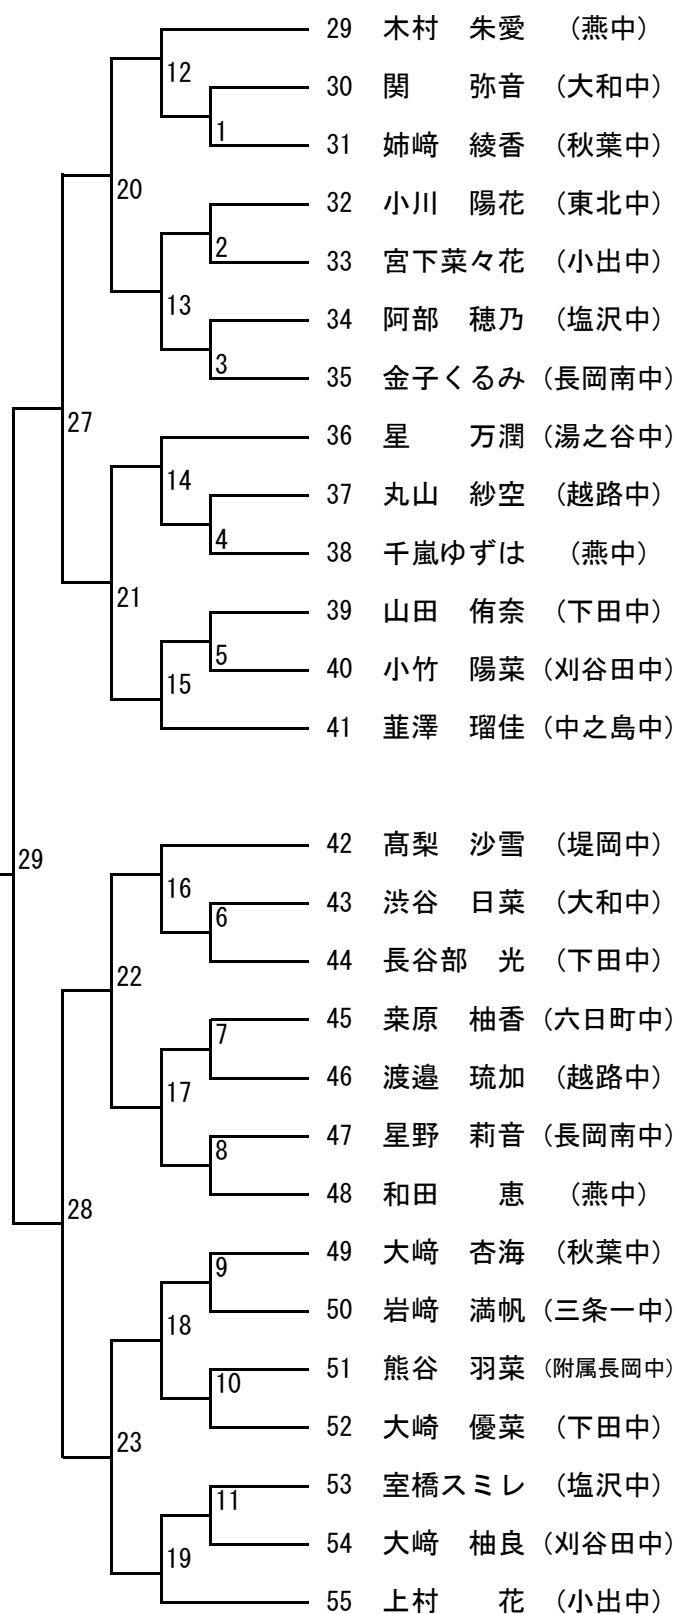 29 木村　朱愛 （燕中）
12
30 関　　弥音 （大和中）
1
31 姉﨑　綾香 （秋葉中）
20
32 小川　陽花 （東北中）
2
33 宮下菜々花 （小出中）
13
34 阿部　穂乃 （塩沢中）
3
35 金子くるみ （長岡南中）
27
36 星　　万潤 （湯之谷中）
14
37 丸山　紗空 （越路中）
4
38 千嵐ゆずは （燕中）
21
39 山田　侑奈 （下田中）
5
40 小竹　陽菜 （刈谷田中）
15
41 韮澤　瑠佳 （中之島中）
29
42 髙梨　沙雪 （堤岡中）
16
43 渋谷　日菜 （大和中）
6
44 長谷部　光 （下田中）
22
45 桒原　柚香 （六日町中）
7
46 渡邉　琉加 （越路中）
17
47 星野　莉音 （長岡南中）
8
48 和田　　恵 （燕中）
28
49 大﨑　杏海 （秋葉中）
9
50 岩﨑　満帆 （三条一中）
18
51 熊谷　羽菜 （附属長岡中）
10
52 大崎　優菜 （下田中）
23
53 室橋スミレ （塩沢中）
11
54 大﨑　柚良 （刈谷田中）
19
55 上村　　花 （小出中）